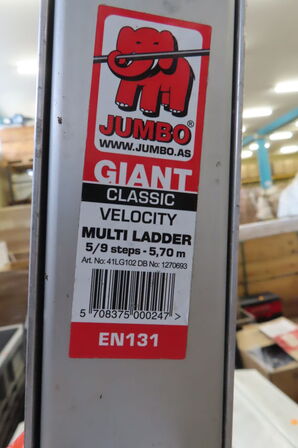 JUMBO®
WWW.JUMBO.AS
GIANT
CLASSIC
VELOCITY
MULTI LADDER
5/9 steps - 5,70 m
Art. No: 41LG102 DB No: 1270693
5 708375 000247 >
EN131